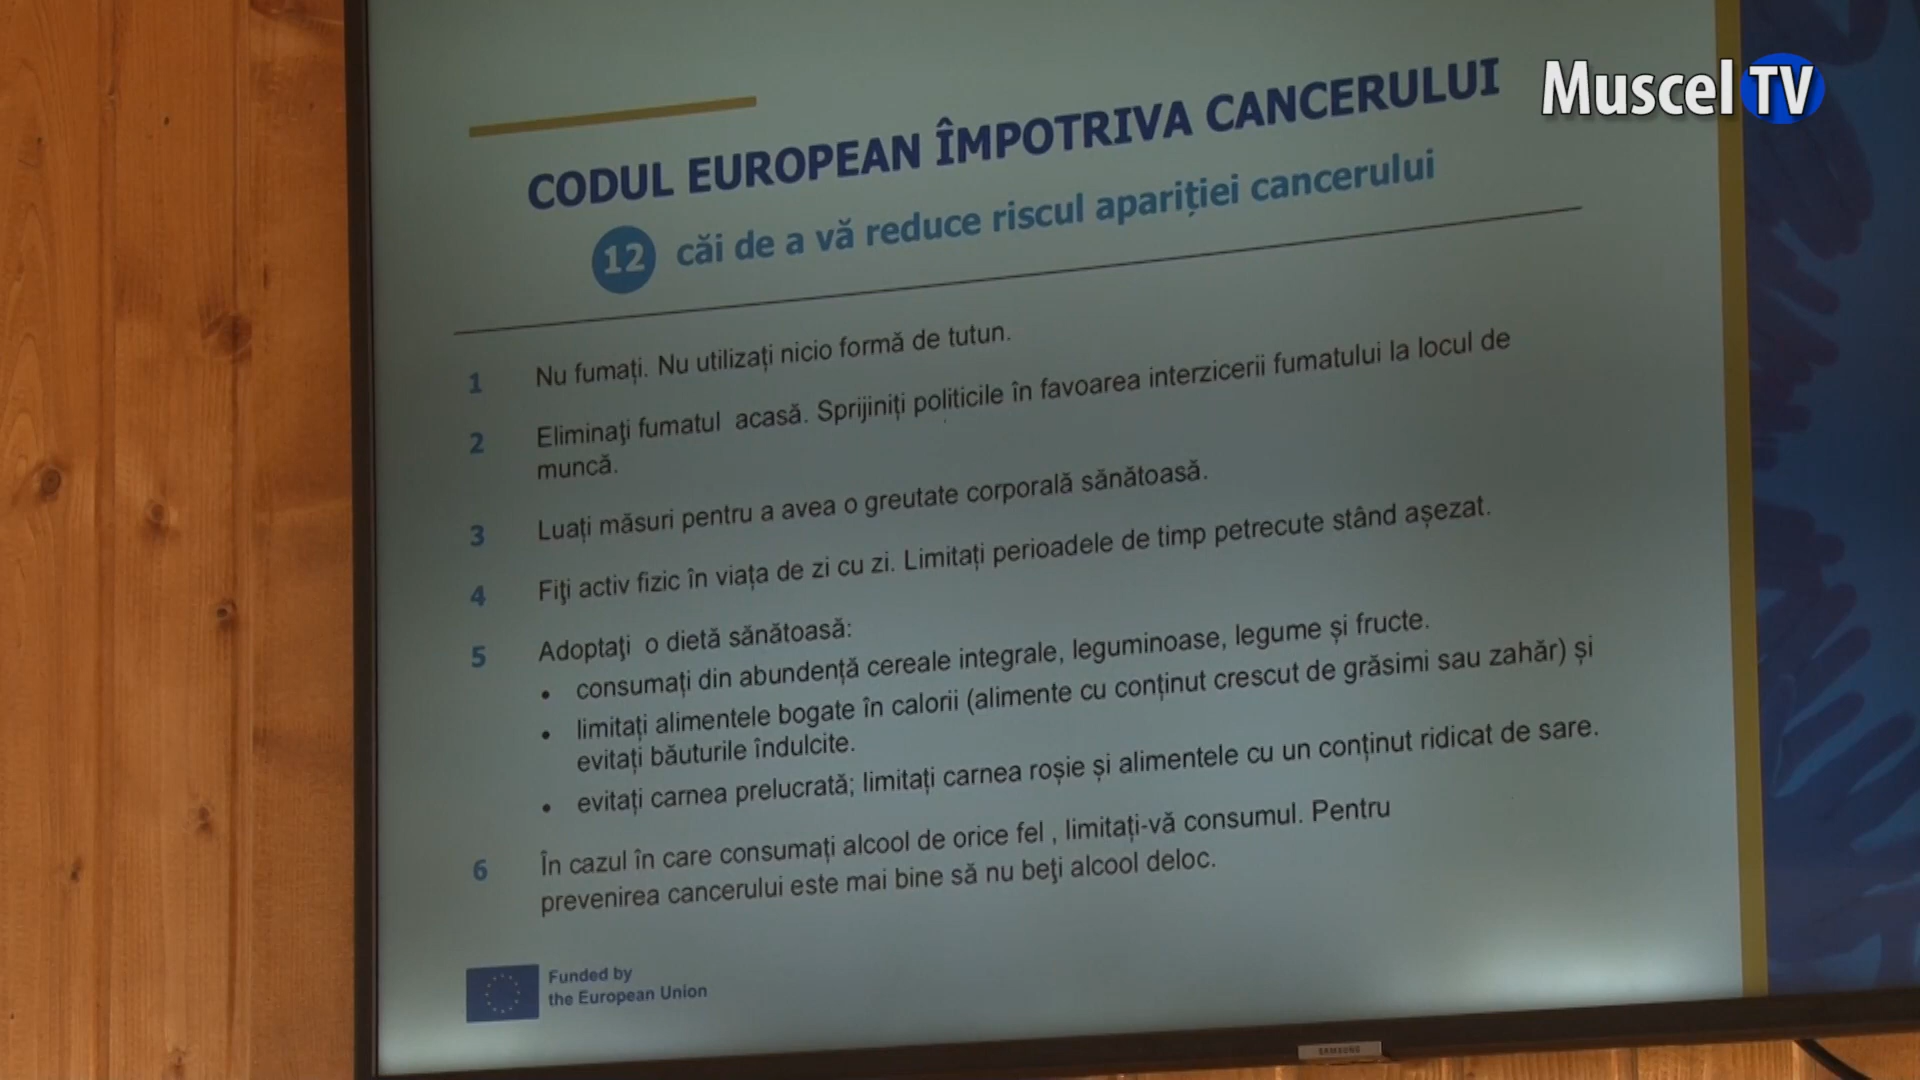 Muscel TV
CODUL EUROPEAN ÎMPOTRIVA CANCERULUI
12 căi de a vă reduce riscul apariției cancerului
1 Nu fumați. Nu utilizați nicio formă de tutun.
2 Eliminaţi fumatul acasă. Sprijiniți politicile în favoarea interzicerii fumatului la locul de
muncă.
3 Luați măsuri pentru a avea o greutate corporală sănătoasă.
4 Fiţi activ fizic în viața de zi cu zi. Limitați perioadele de timp petrecute stând așezat.
5 Adoptaţi o dietă sănătoasă:
• consumați din abundență cereale integrale, leguminoase, legume și fructe.
• limitați alimentele bogate în calorii (alimente cu conținut crescut de grăsimi sau zahăr) și
evitați băuturile îndulcite.
• evitați carnea prelucrată; limitați carnea roșie și alimentele cu un conținut ridicat de sare.
6 În cazul în care consumați alcool de orice fel , limitați-vă consumul. Pentru
prevenirea cancerului este mai bine să nu beţi alcool deloc.
Funded by
the European Union
SAMSUNG